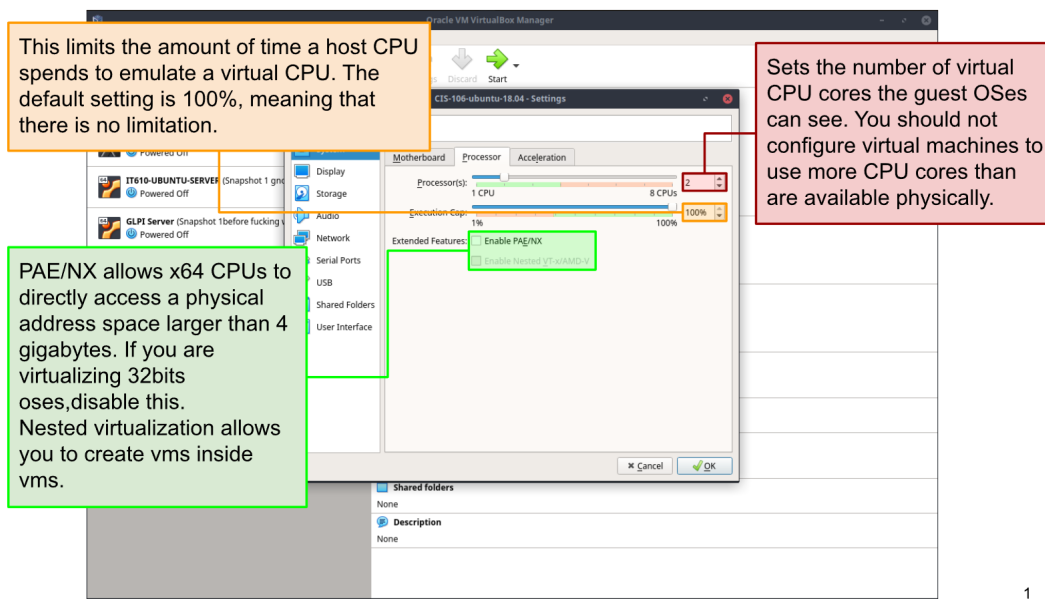 Oracle VM VirtualBox Manager
This limits the amount of time a host CPU
spends to emulate a virtual CPU. The
default setting is 100%, meaning that
there is no limitation.
Discard
Start
Sets the number of virtual
CPU cores the guest OSes
can see. You should not
configure virtual machines to
use more CPU cores than
are available physically.
CIS-106-ubuntu-18.04 - Settings
Powered Off
IT610-UBUNTU-SERVER (Snapshot 1
Powered Off
GLPI Server (Snapshot 1before fucking
Powered Off
Display
Storage
Audio
Network
Serial Ports
USB
Shared Folders
User Interface
Motherboard
Processor
Acceleration
Processor(s):
2
1 CPU
8 CPUs
Execution Cap:
100%
1%
100%
Extended Features:
Enable PAE/NX
Enable Nested VT-x/AMD-V
PAE/NX allows x64 CPUs to
directly access a physical
address space larger than 4
gigabytes. If you are
virtualizing 32bits
oses,disable this.
Nested virtualization allows
you to create vms inside
vms.
Cancel
OK
Shared folders
None
Description
None
1